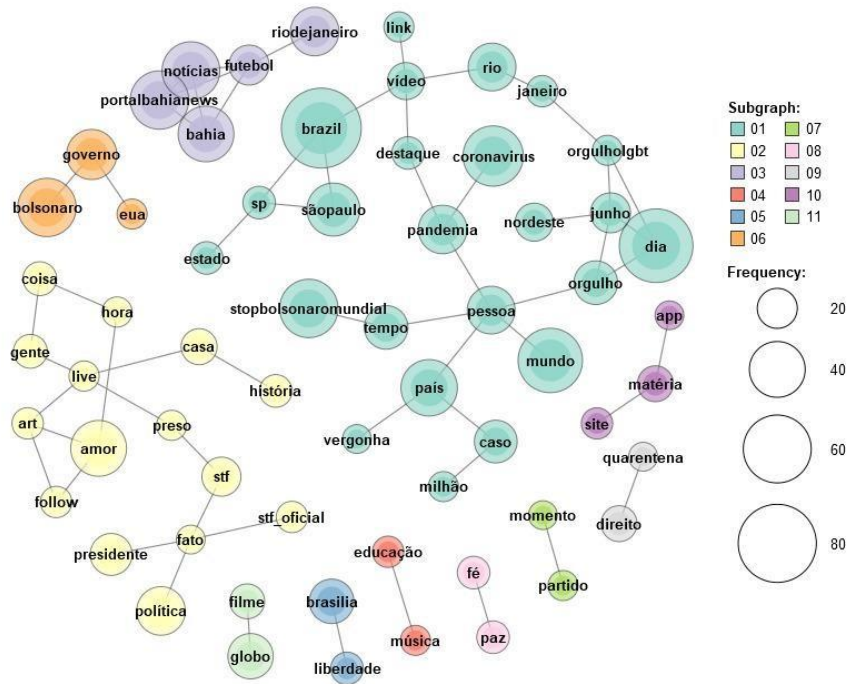 link
riodejaneiro
notícias
futebol
vídeo
rio
portalbahianews
janeiro
bahia
brazil
governo
destaque
coronavirus
orgulholgbt
bolsonaro
eua
sp
sãopaulo
pandemia
nordeste
junho
dia
estado
coisa
orgulho
hora
stopbolsonaromundial
tempo
pessoa
app
gente
casa
mundo
live
história
país
matéria
art
preso
site
amor
vergonha
caso
follow
stf
milhão
quarentena
stf_oficial
momento
direito
presidente
fato
educação
fé
partido
política
filme
brasilia
música
paz
globo
liberdade
Subgraph:
01 07
02 08
03 09
04 10
05 11
06
Frequency:
20
40
60
80